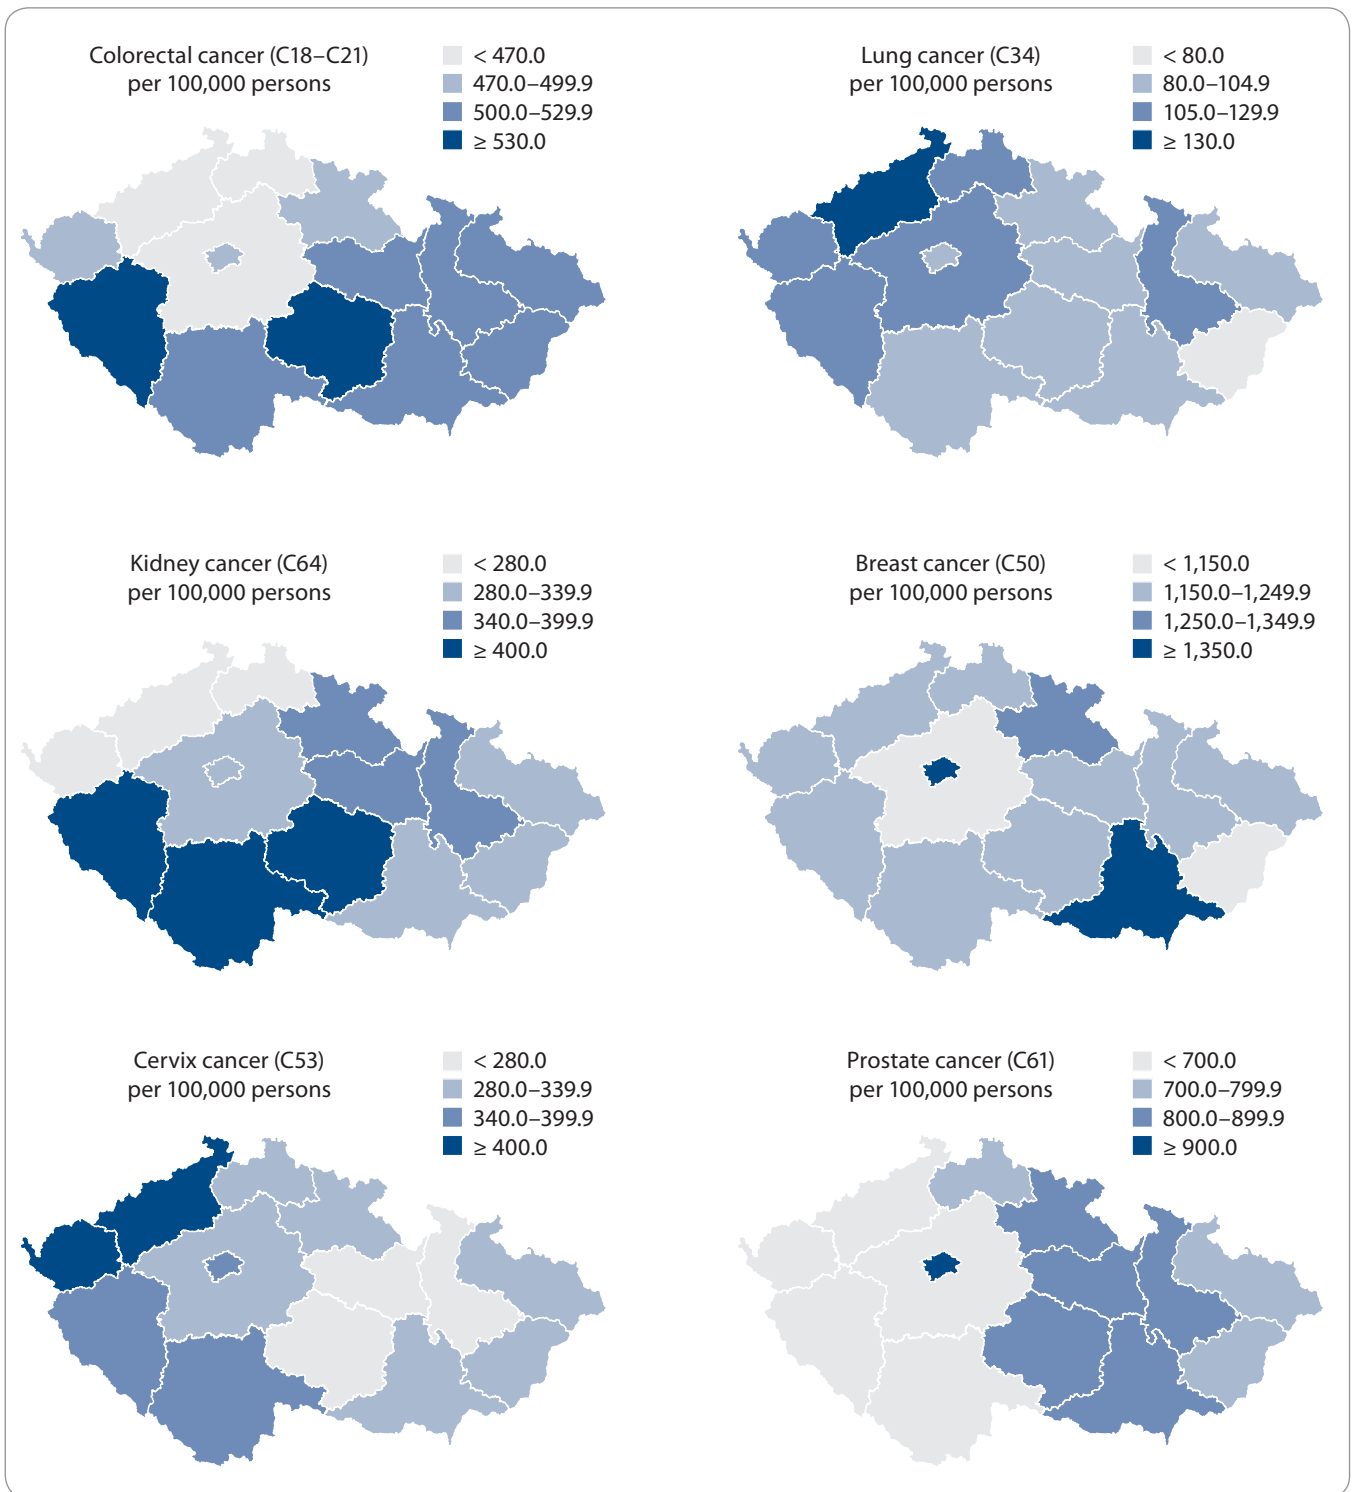 Colorectal cancer (C18–C21)
per 100,000 persons
< 470.0
470.0–499.9
500.0–529.9
≥ 530.0
Lung cancer (C34)
per 100,000 persons
< 80.0
80.0–104.9
105.0–129.9
≥ 130.0
Kidney cancer (C64)
per 100,000 persons
< 280.0
280.0–339.9
340.0–399.9
≥ 400.0
Breast cancer (C50)
per 100,000 persons
< 1,150.0
1,150.0–1,249.9
1,250.0–1,349.9
≥ 1,350.0
Cervix cancer (C53)
per 100,000 persons
< 280.0
280.0–339.9
340.0–399.9
≥ 400.0
Prostate cancer (C61)
per 100,000 persons
< 700.0
700.0–799.9
800.0–899.9
≥ 900.0